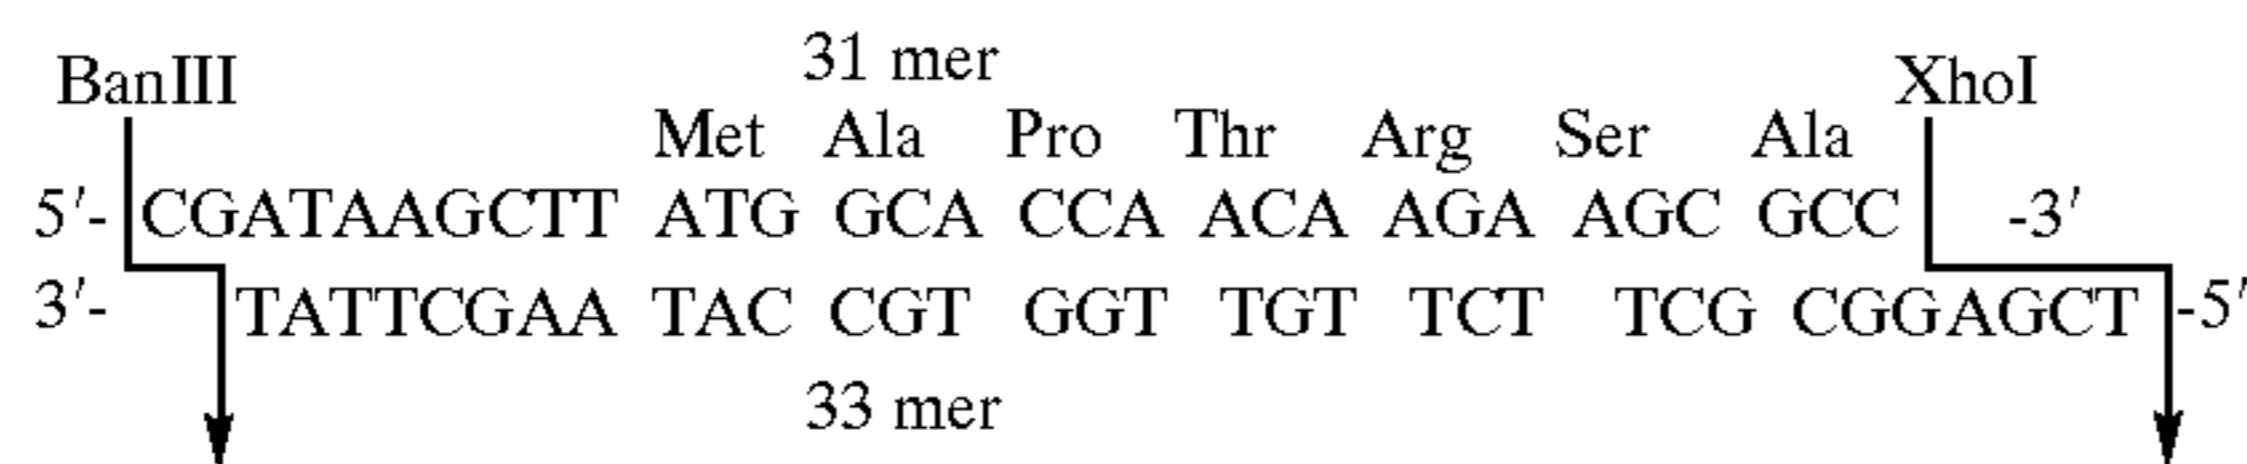 31 mer
BanIII XhoI
Met Ala Pro Thr Arg Ser Ala
5′- CGATAAGCTT ATG GCA CCA ACA AGA AGC GCC -3′
3′- TATTCGAA TAC CGT GGT TGT TCT TCG CGGAGCT -5′
33 mer